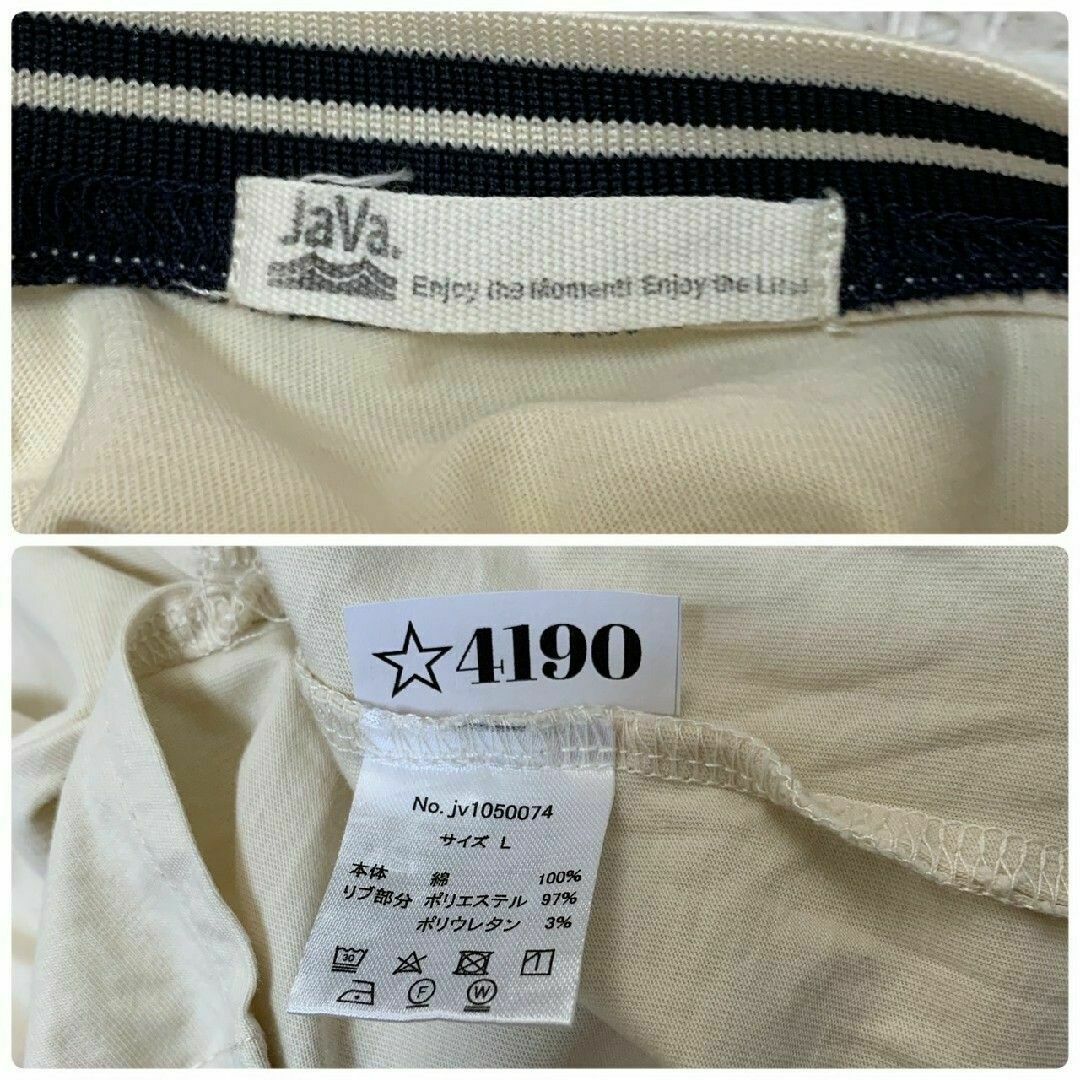 JaVa.
Enjoy the Moment! Enjoy the Life!
☆4190
No. jv1050074
サイズ L
本体 綿 100%
リブ部分 ポリエステル 97%
ポリウレタン 3%
30
F W